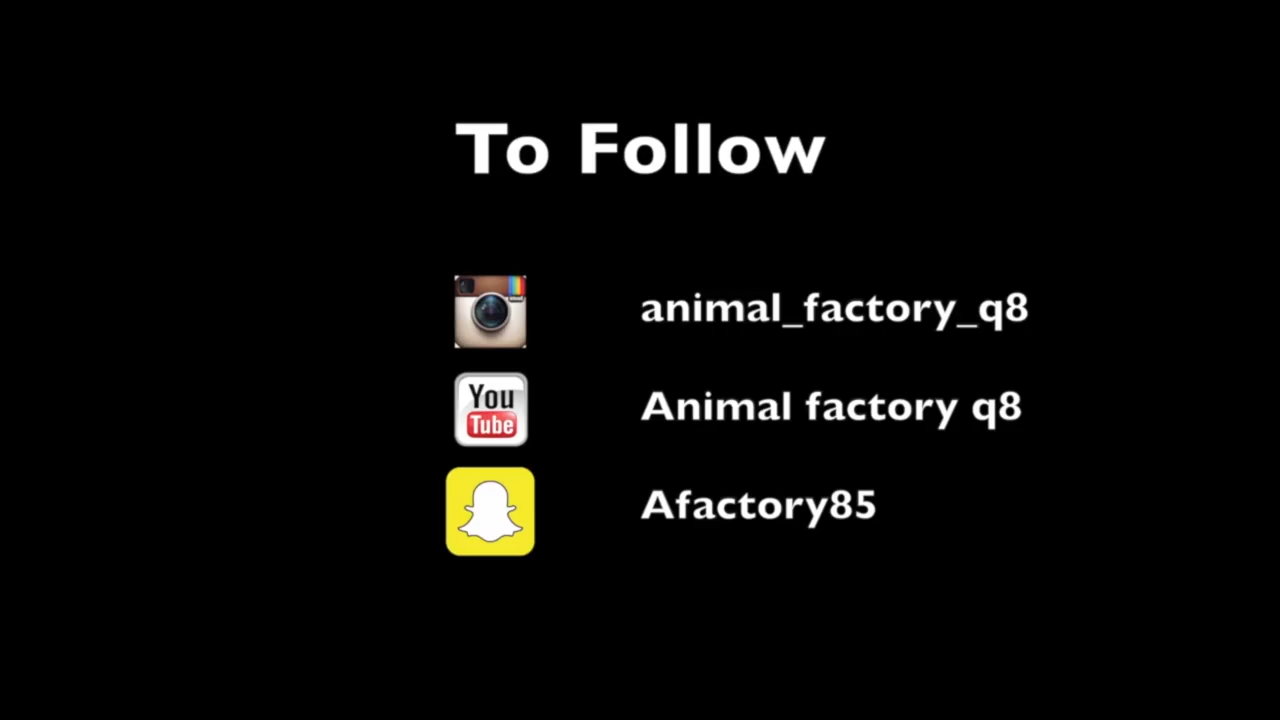 To Follow
animal_factory_q8
You
Tube
Animal factory q8
Afactory85